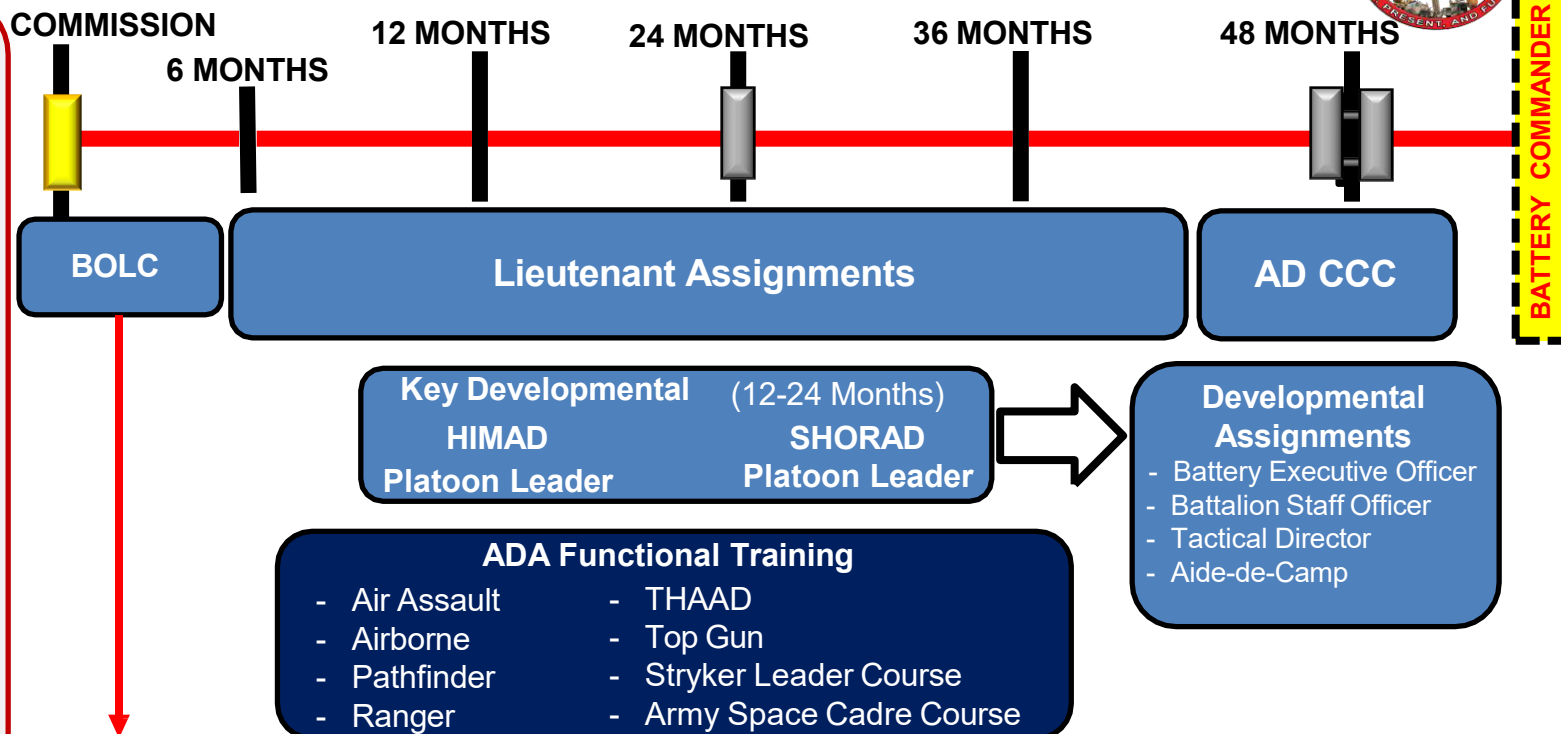 COMMISSION
6 MONTHS
12 MONTHS
24 MONTHS
36 MONTHS
48 MONTHS
PRESENT, AND
BATTERY COMMANDER
BOLC
Lieutenant Assignments
AD CCC
Key Developmental (12-24 Months)
HIMAD
Platoon Leader
SHORAD
Platoon Leader
Developmental
Assignments
- Battery Executive Officer
- Battalion Staff Officer
- Tactical Director
- Aide-de-Camp
ADA Functional Training
- Air Assault
- Airborne
- Pathfinder
- Ranger
- THAAD
- Top Gun
- Stryker Leader Course
- Army Space Cadre Course